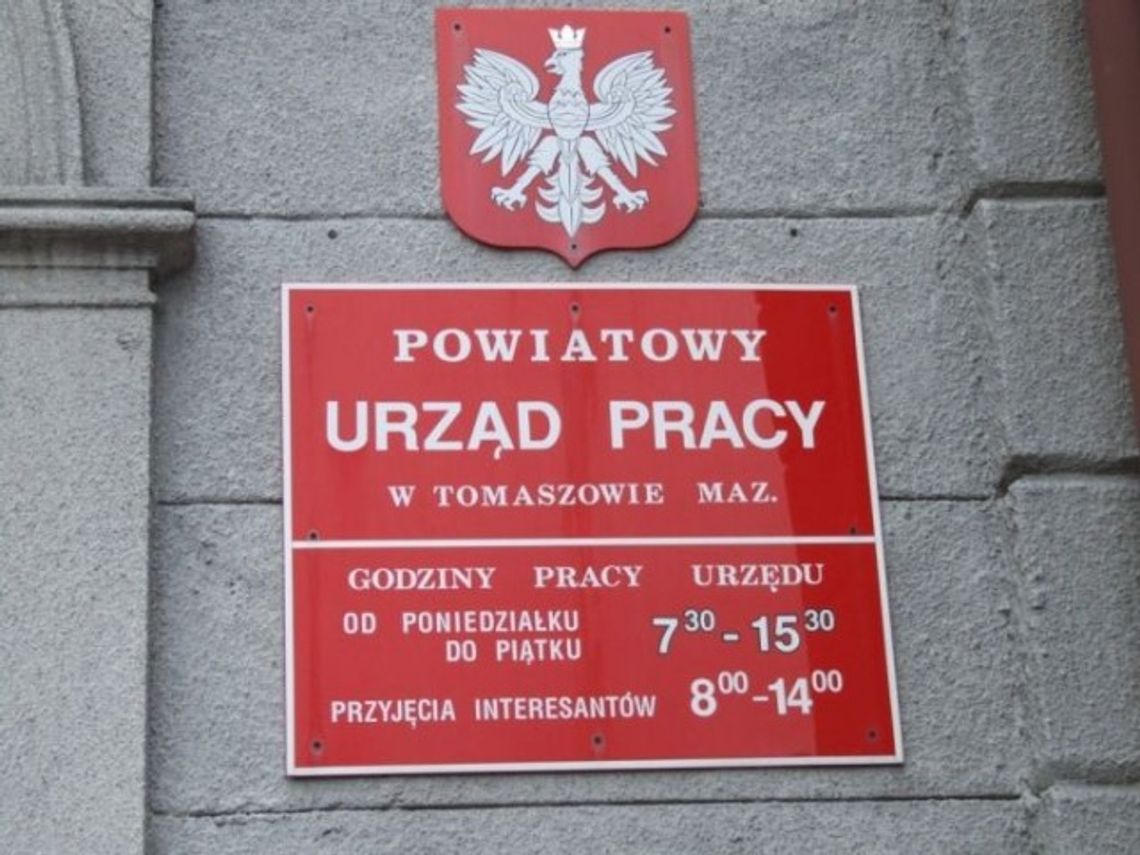 POWIATOWY
URZĄD PRACY
W TOMASZOWIE MAZ.
GODZINY PRACY URZĘDU
OD PONIEDZIAŁKU
DO PIĄTKU 7³⁰ - 15³⁰
PRZYJĘCIA INTERESANTÓW 8⁰⁰-14⁰⁰